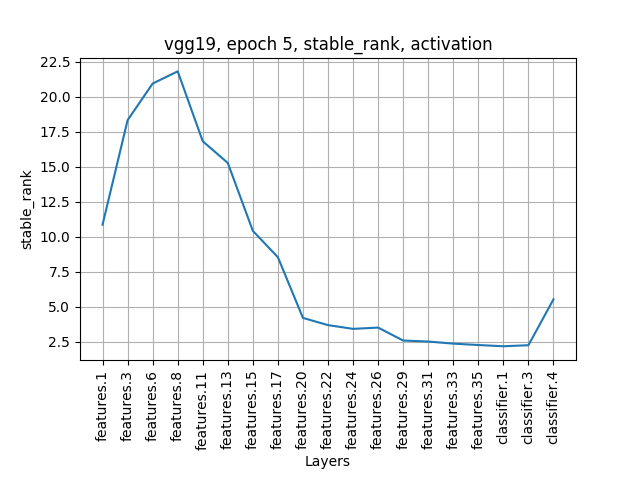 vgg19, epoch 5, stable_rank, activation
22.5
20.0
17.5
15.0
12.5
10.0
7.5
5.0
2.5
stable_rank
features.1
features.3
features.6
features.8
features.11
features.13
features.15
features.17
features.20
features.22
features.24
features.26
features.29
features.31
features.33
features.35
classifier.1
classifier.3
classifier.4
Layers